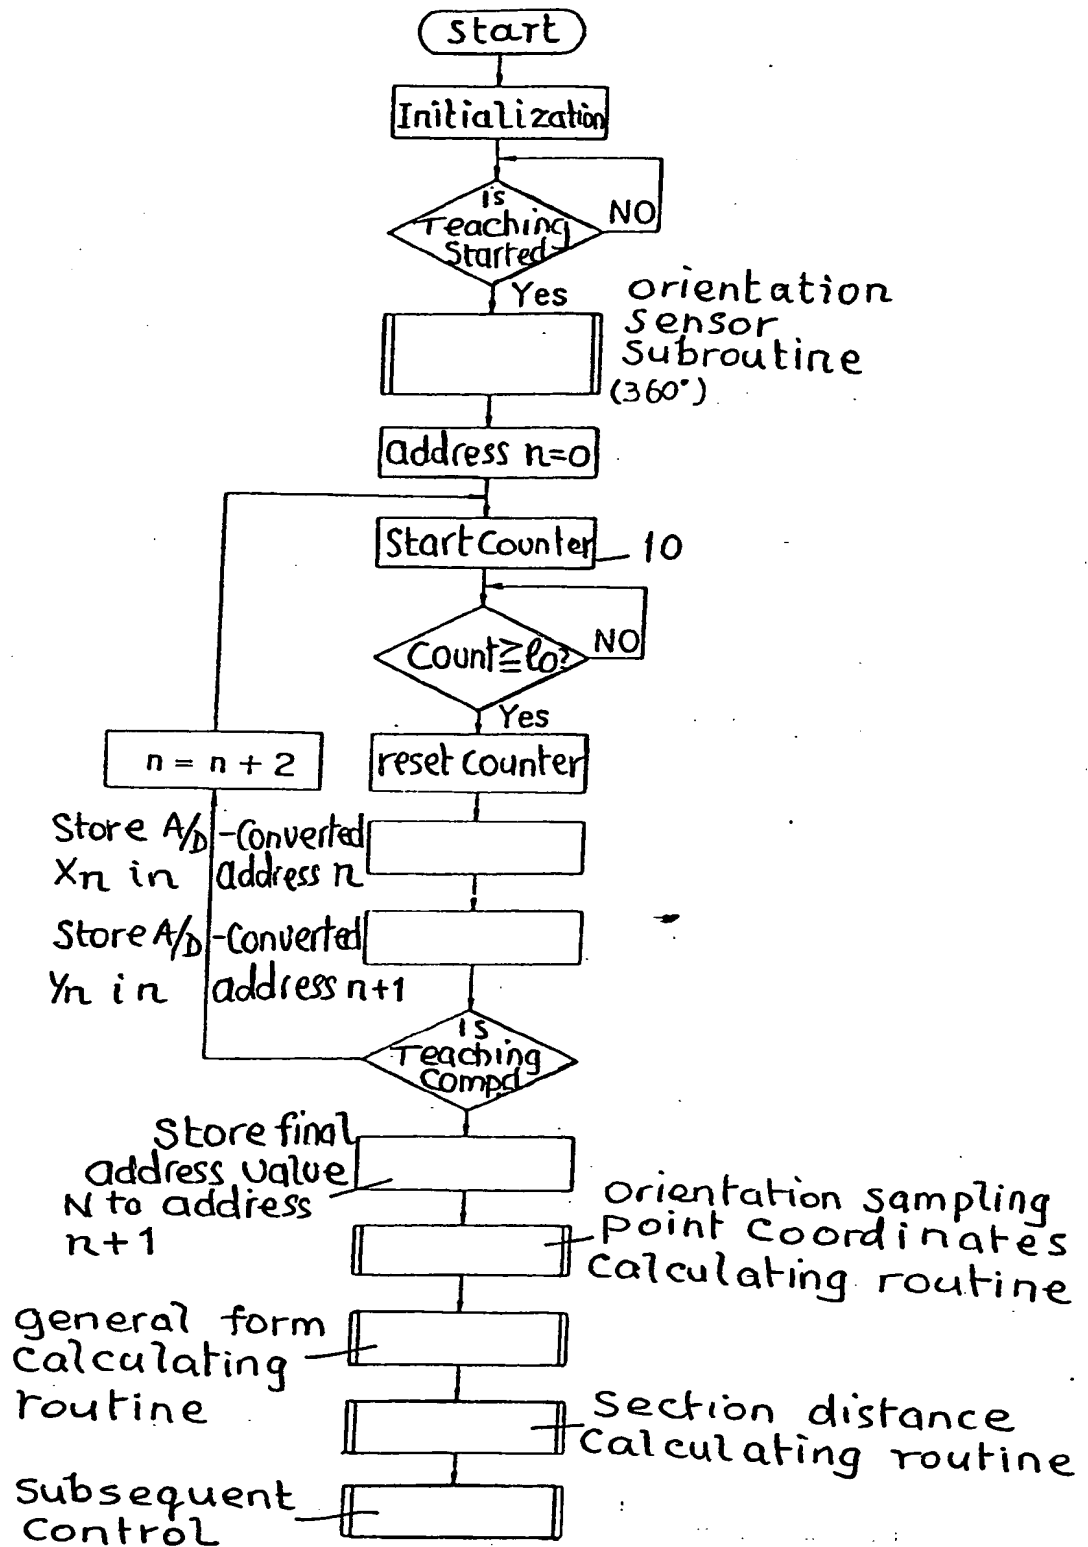 start
Initialization
is
Teaching
Started
NO
Yes
orientation
sensor
subroutine
(360°)
address n=0
Start Counter
10
Count≧ℓo?
NO
Yes
reset counter
n = n + 2
Store A/D-Converted
Xn in address n
Store A/D-Converted
Yn in address n+1
is
Teaching
Compd
Store final
address value
N to address
n+1
orientation sampling
point coordinates
calculating routine
general form
calculating
routine
Section distance
calculating routine
subsequent
control